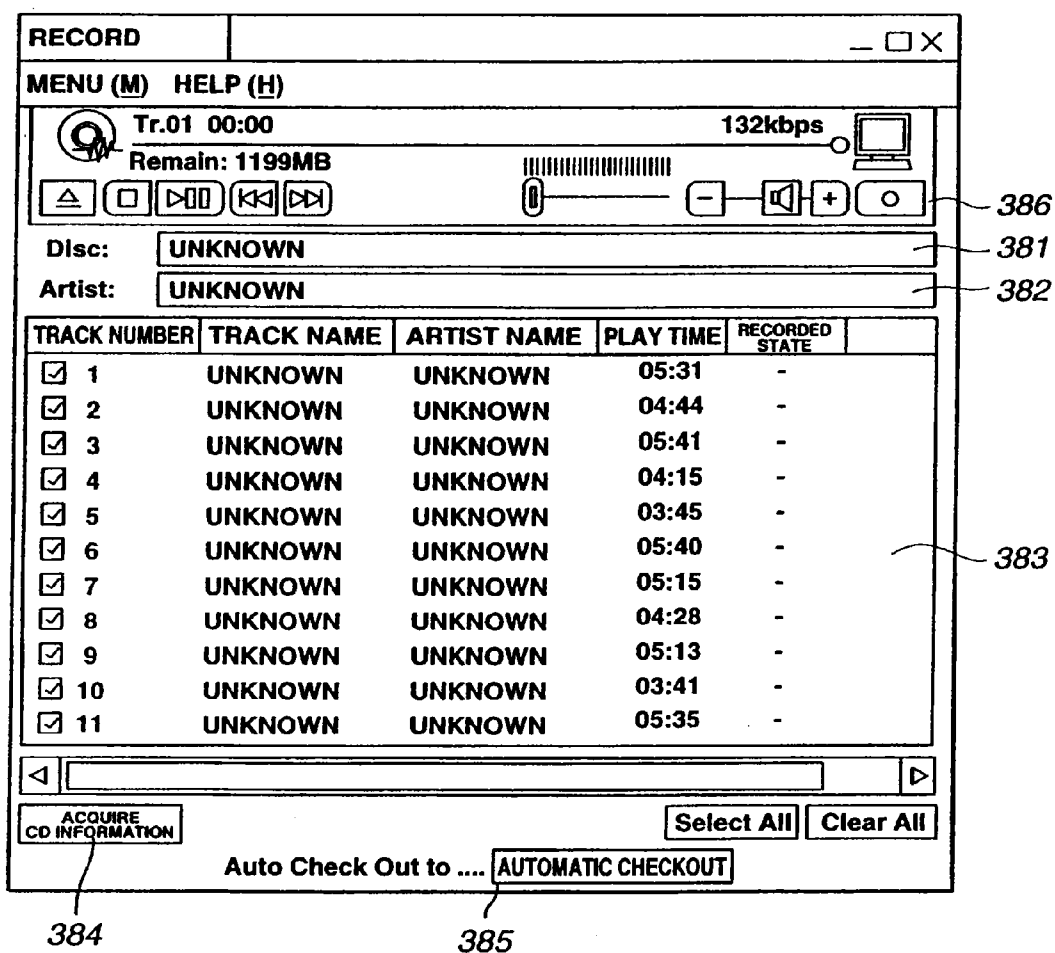 RECORD
MENU (M) HELP (H)
Tr.01 00:00 132kbps
Remain: 1199MB
386
Disc: UNKNOWN 381
Artist: UNKNOWN 382
TRACK NUMBER TRACK NAME ARTIST NAME PLAY TIME RECORDED STATE
1 UNKNOWN UNKNOWN 05:31 -
2 UNKNOWN UNKNOWN 04:44 -
3 UNKNOWN UNKNOWN 05:41 -
4 UNKNOWN UNKNOWN 04:15 -
5 UNKNOWN UNKNOWN 03:45 -
6 UNKNOWN UNKNOWN 05:40 - 383
7 UNKNOWN UNKNOWN 05:15 -
8 UNKNOWN UNKNOWN 04:28 -
9 UNKNOWN UNKNOWN 05:13 -
10 UNKNOWN UNKNOWN 03:41 -
11 UNKNOWN UNKNOWN 05:35 -
ACQUIRE
CD INFORMATION Select All Clear All
Auto Check Out to .... AUTOMATIC CHECKOUT
384 385